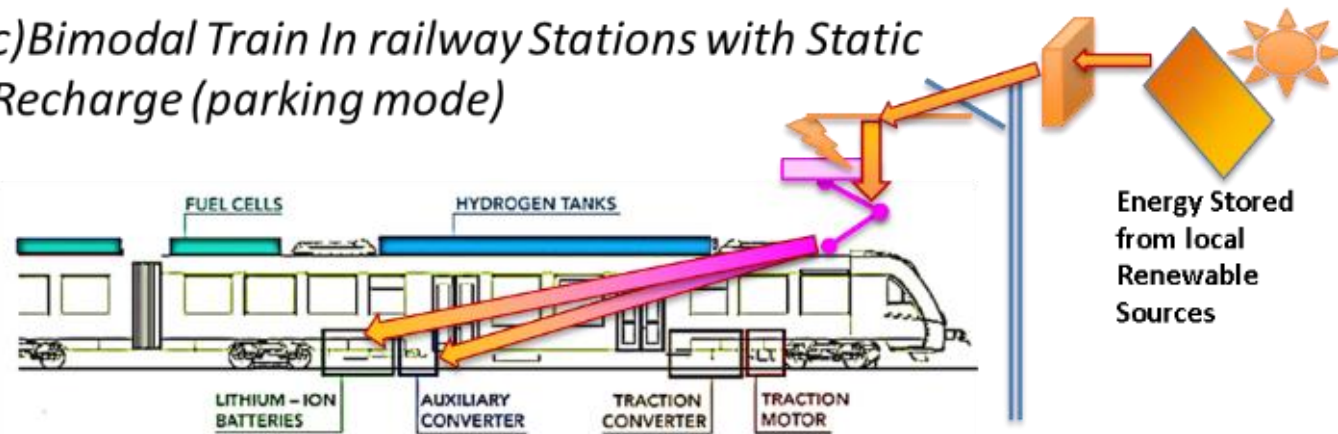 c)Bimodal Train In railway Stations with Static
Recharge (parking mode)
FUEL CELLS
HYDROGEN TANKS
Energy Stored
from local
Renewable
Sources
LITHIUM – ION
BATTERIES
AUXILIARY
CONVERTER
TRACTION
CONVERTER
TRACTION
MOTOR